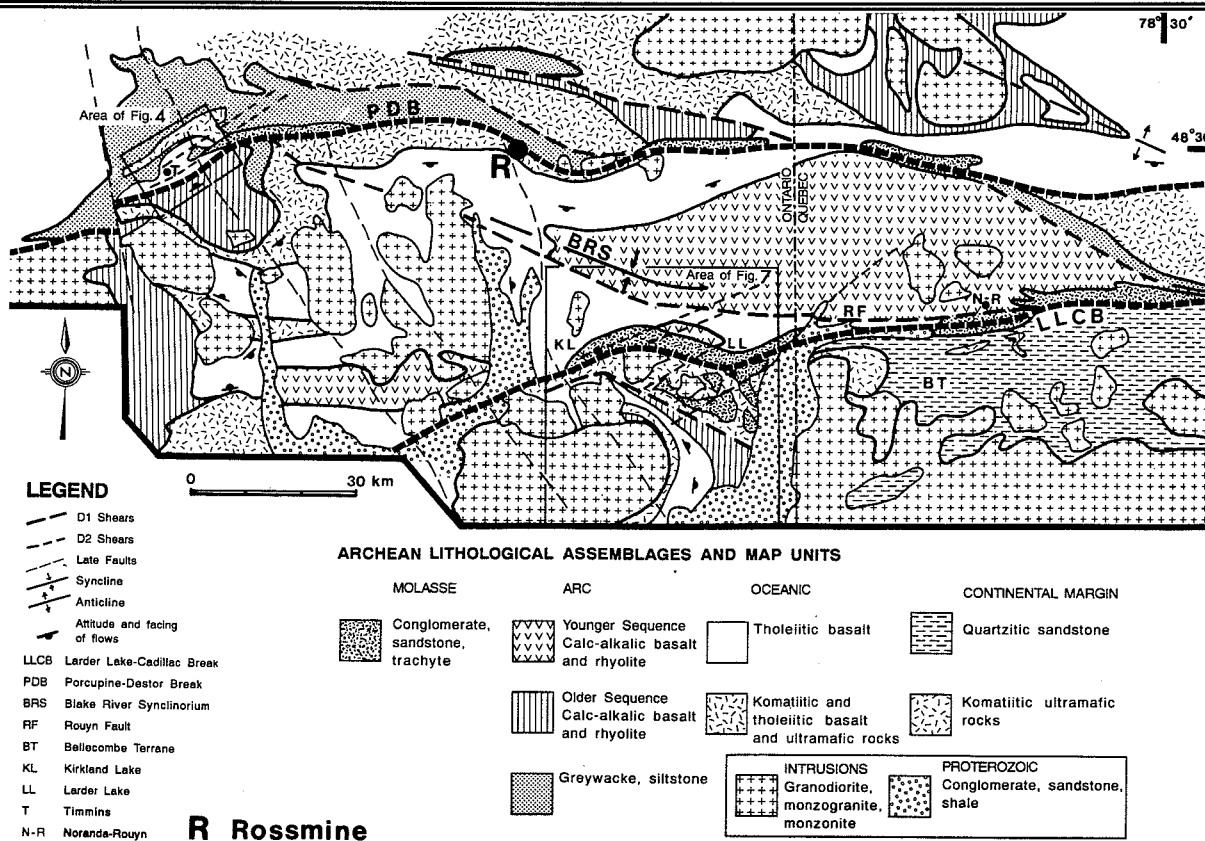 78° 30'
48° 30'
Area of Fig. 4
PDB
T
R
ONTARIO
QUEBEC
BRS
Area of Fig. 7
N-R
RF
LLCB
KL
LL
BT
N
0 30 km
LEGEND
D1 Shears
D2 Shears
Late Faults
Syncline
Anticline
Attitude and facing
of flows
LLCB Larder Lake-Cadillac Break
PDB Porcupine-Destor Break
BRS Blake River Synclinorium
RF Rouyn Fault
BT Bellecombe Terrane
KL Kirkland Lake
LL Larder Lake
T Timmins
N-R Noranda-Rouyn
R Rossmine
ARCHEAN LITHOLOGICAL ASSEMBLAGES AND MAP UNITS
MOLASSE
Conglomerate,
sandstone,
trachyte
ARC
Younger Sequence
Calc-alkalic basalt
and rhyolite
Older Sequence
Calc-alkalic basalt
and rhyolite
Greywacke, siltstone
OCEANIC
Tholeiitic basalt
Komatiitic and
tholeiitic basalt
and ultramafic rocks
CONTINENTAL MARGIN
Quartzitic sandstone
Komatiitic ultramafic
rocks
INTRUSIONS
Granodiorite,
monzogranite,
monzonite
PROTEROZOIC
Conglomerate, sandstone,
shale